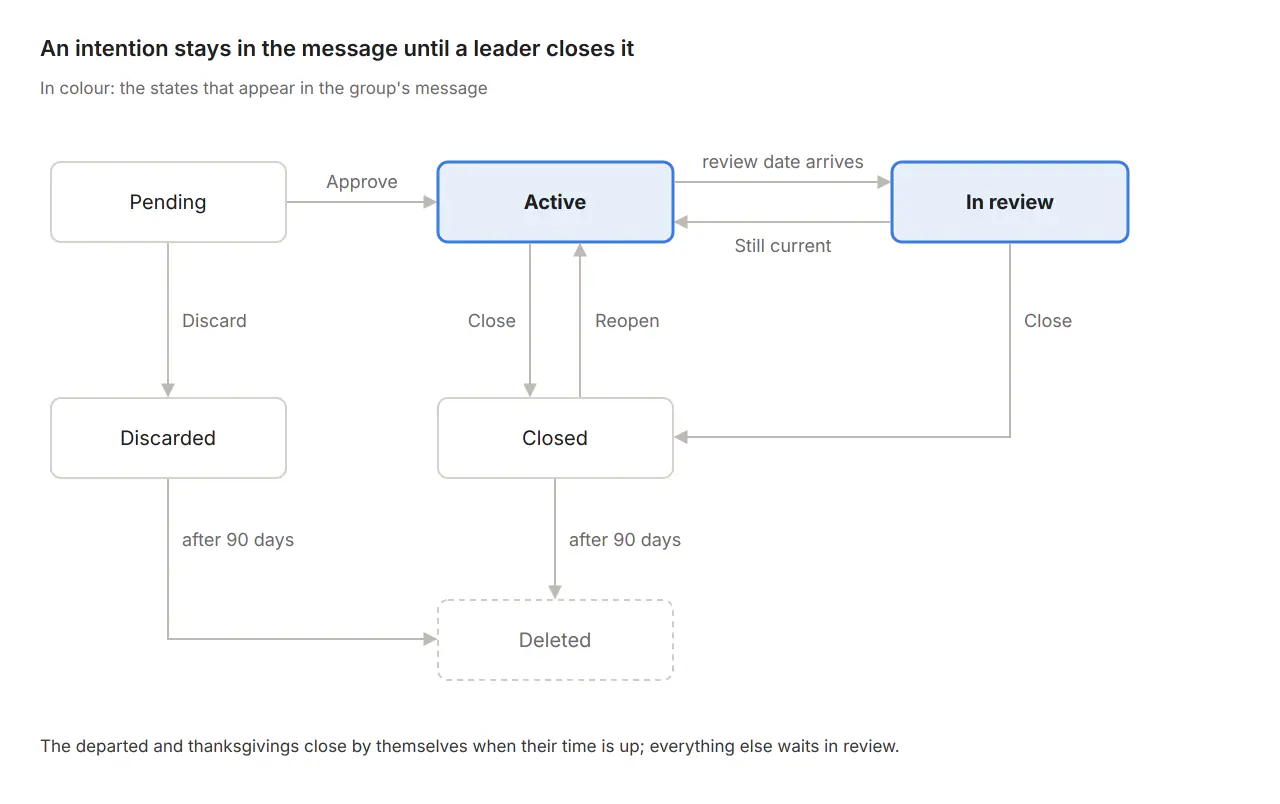 An intention stays in the message until a leader closes it
In colour: the states that appear in the group's message
review date arrives
Approve
Pending
Active
In review
Still current
Discard
Close
Reopen
Close
Discarded
Closed
after 90 days
after 90 days
Deleted
The departed and thanksgivings close by themselves when their time is up; everything else waits in review.